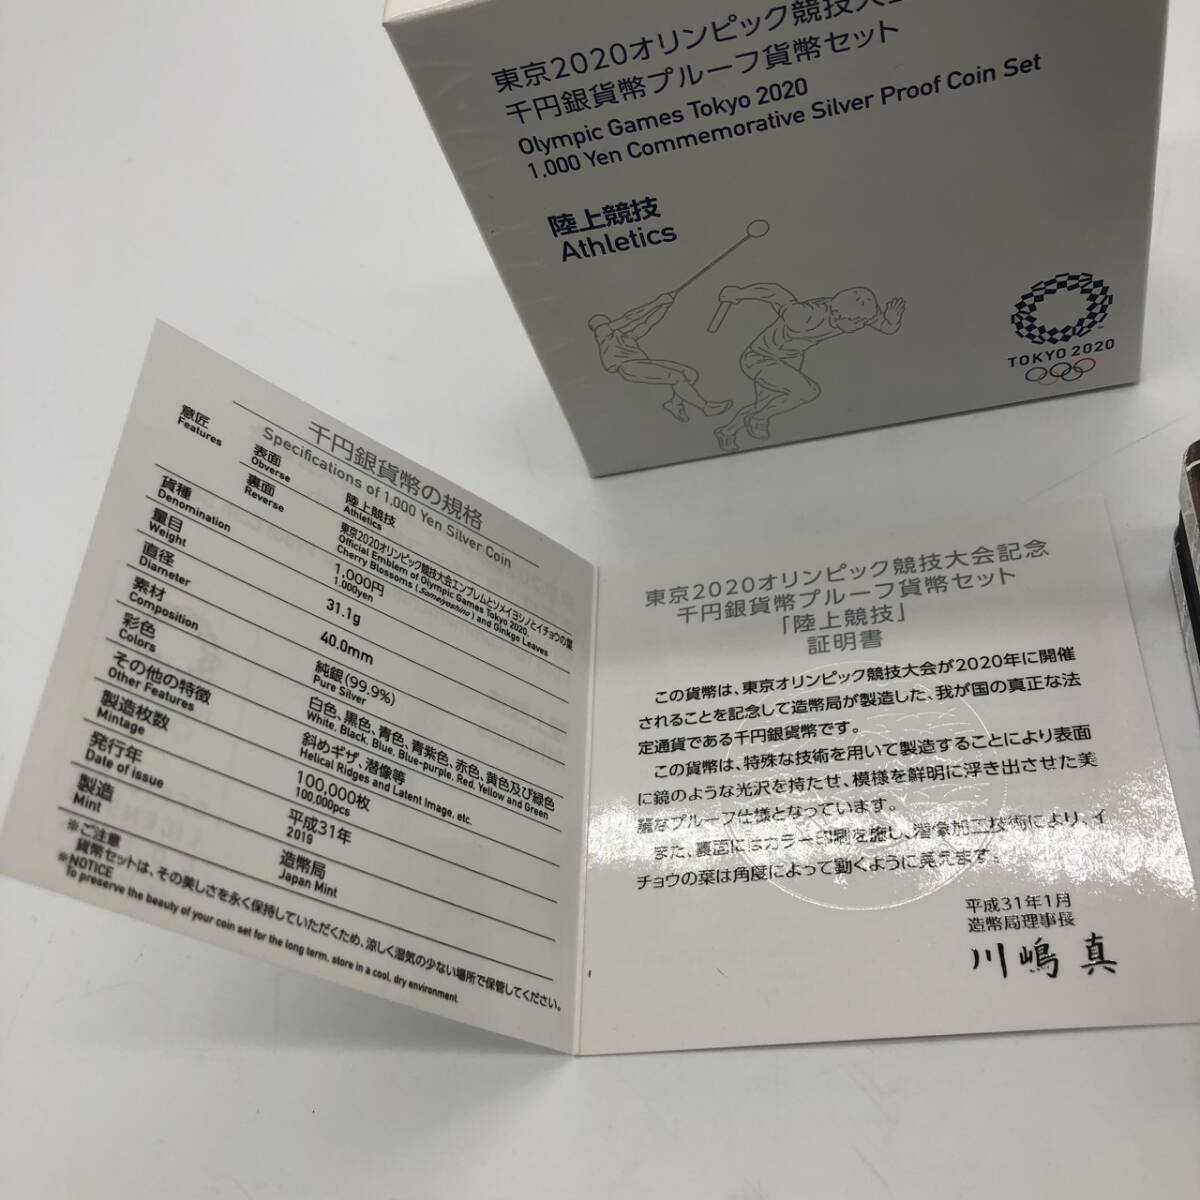 東京2020オリンピック競技大会
千円銀貨幣プルーフ貨幣セット
Olympic Games Tokyo 2020
1,000 Yen Commemorative Silver Proof Coin Set
陸上競技
Athletics
TOKYO 2020
千円銀貨幣の規格
Specifications of 1,000 Yen Silver Coin
意匠
Features
表面
Obverse
陸上競技
Athletics
裏面
Reverse
東京2020オリンピック競技大会エンブレムとソメイヨシノとイチョウの葉
Official Emblem of Olympic Games Tokyo 2020,
Cherry Blossoms (Someiyoshino) and Ginkgo Leaves
貨種
Denomination
1,000円
1,000yen
量目
Weight
31.1g
直径
Diameter
40.0mm
素材
Composition
純銀(99.9%)
Pure Silver
彩色
Colors
白色、黒色、青色、青紫色、赤色、黄色及び緑色
White, Black, Blue, Blue-purple, Red, Yellow and Green
その他の特徴
Other Features
斜めギザ、潜像等
Helical Ridges and Latent Image, etc.
製造枚数
Mintage
100,000枚
100,000pcs
発行年
Date of issue
平成31年
2019
製造
Mint
造幣局
Japan Mint
※ご注意
貨幣セットは、その美しさを永く保持していただくため、涼しく湿気の少ない場所で保管してください。
※NOTICE
To preserve the beauty of your coin set for the long term, store in a cool, dry environment.
東京2020オリンピック競技大会記念
千円銀貨幣プルーフ貨幣セット
「陸上競技」
証明書
この貨幣は、東京オリンピック競技大会が2020年に開催
されることを記念して造幣局が製造した、我が国の真正な法
定通貨である千円銀貨幣です。
この貨幣は、特殊な技術を用いて製造することにより表面
に鏡のような光沢を持たせ、模様を鮮明に浮き出させた美
麗なプルーフ仕様となっています。
また、裏面にはカラー印刷を施し、潜像加工技術により、イ
チョウの葉は角度によって動くように見えます。
平成31年1月
造幣局理事長
川嶋 真